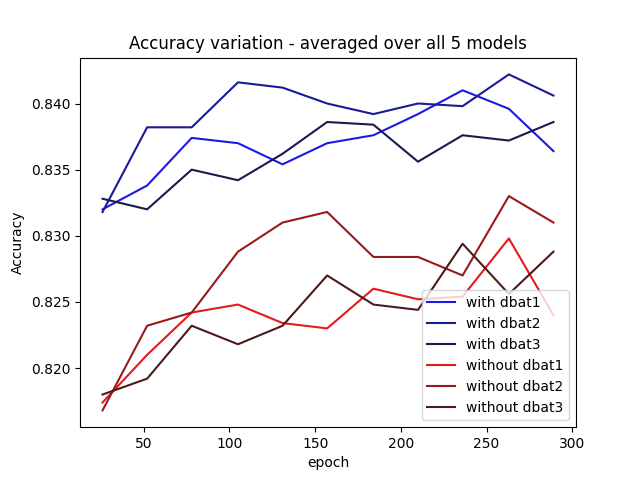 Accuracy variation - averaged over all 5 models
0.840
0.835
0.830
0.825
0.820
Accuracy
50
100
150
200
250
300
epoch
with dbat1
with dbat2
with dbat3
without dbat1
without dbat2
without dbat3